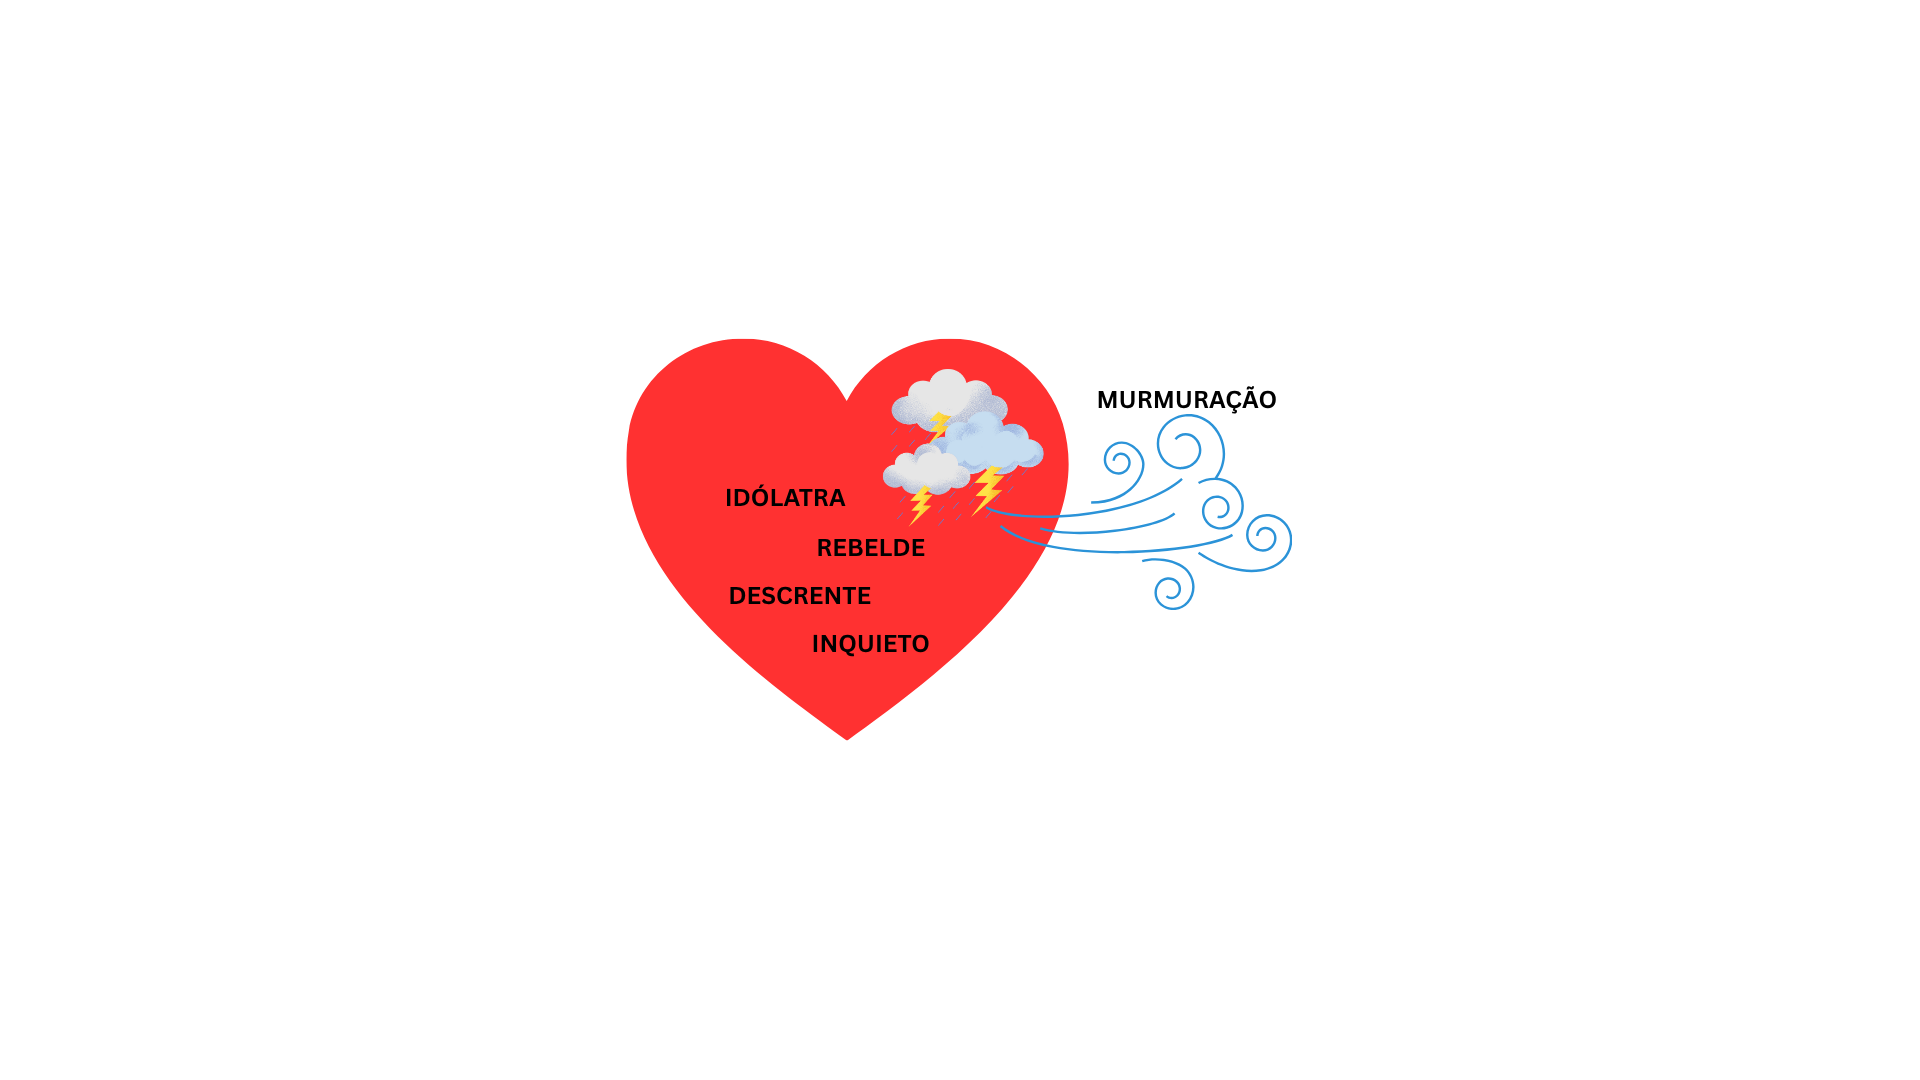 MURMURAÇÃO
IDÓLATRA
REBELDE
DESCRENTE
INQUIETO